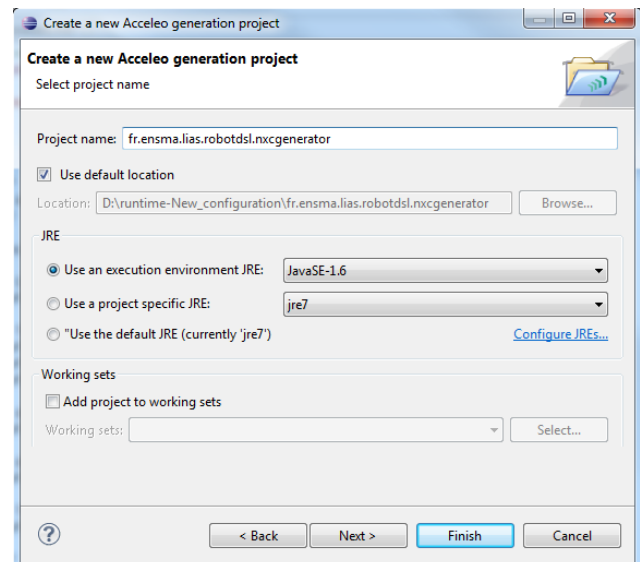 Create a new Acceleo generation project
Create a new Acceleo generation project
Select project name
Project name: fr.ensma.lias.robotdsl.nxcgenerator
Use default location
Location: D:\runtime-New_configuration\fr.ensma.lias.robotdsl.nxcgenerator Browse...
JRE
Use an execution environment JRE: JavaSE-1.6
Use a project specific JRE: jre7
"Use the default JRE (currently 'jre7') Configure JREs...
Working sets
Add project to working sets
Working sets: Select...
? < Back Next > Finish Cancel